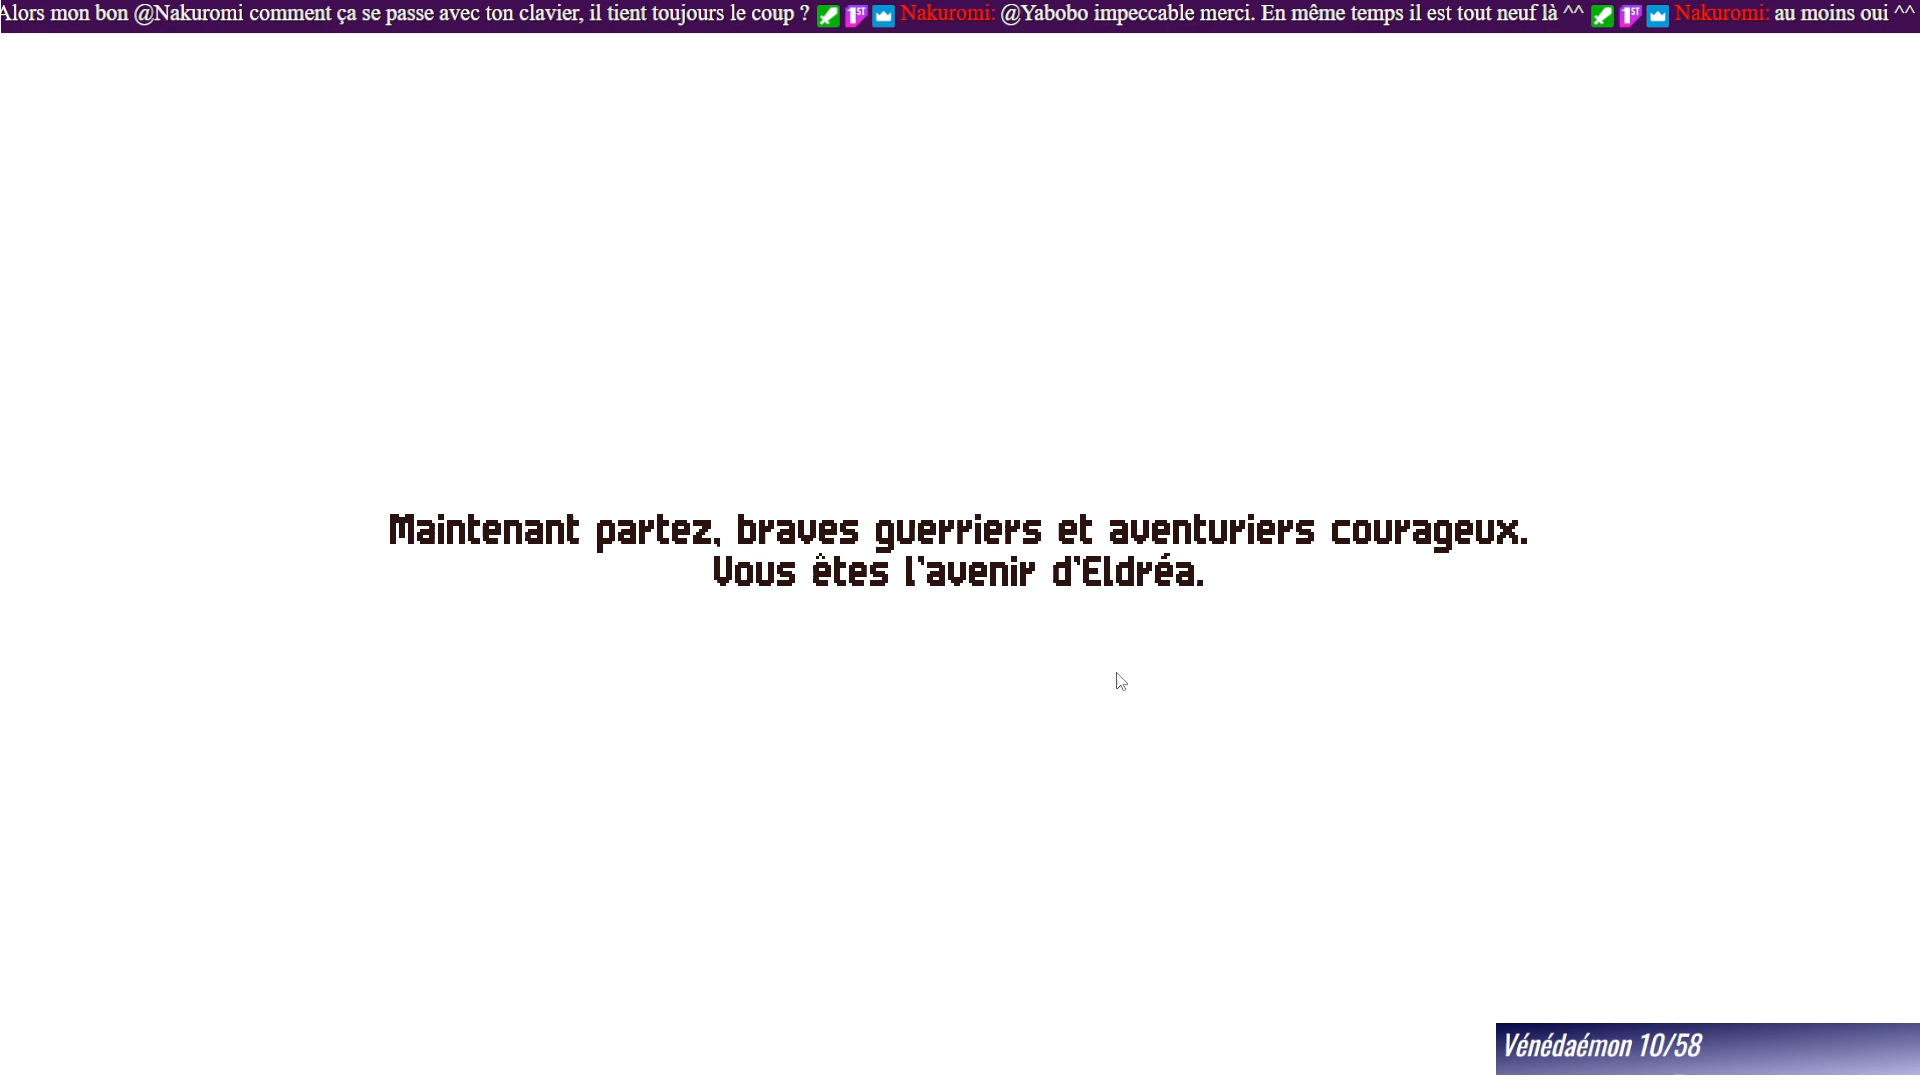 Alors mon bon @Nakuromi comment ça se passe avec ton clavier, il tient toujours le coup ? 1ST Nakuromi: @Yabobo impeccable merci. En même temps il est tout neuf là ^^ 1ST Nakuromi: au moins oui ^^
Maintenant partez, braves guerriers et aventuriers courageux.
Vous êtes l'avenir d'Eldréa.
Vénédaémon 10/58